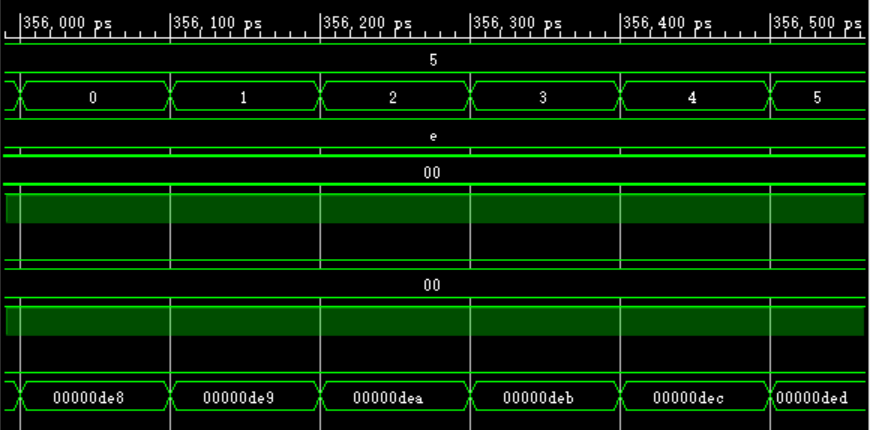 356,000 ps 356,100 ps 356,200 ps 356,300 ps 356,400 ps 356,500 ps
5
0 1 2 3 4 5
e
00
00
00000de8 00000de9 00000dea 00000deb 00000dec 00000ded